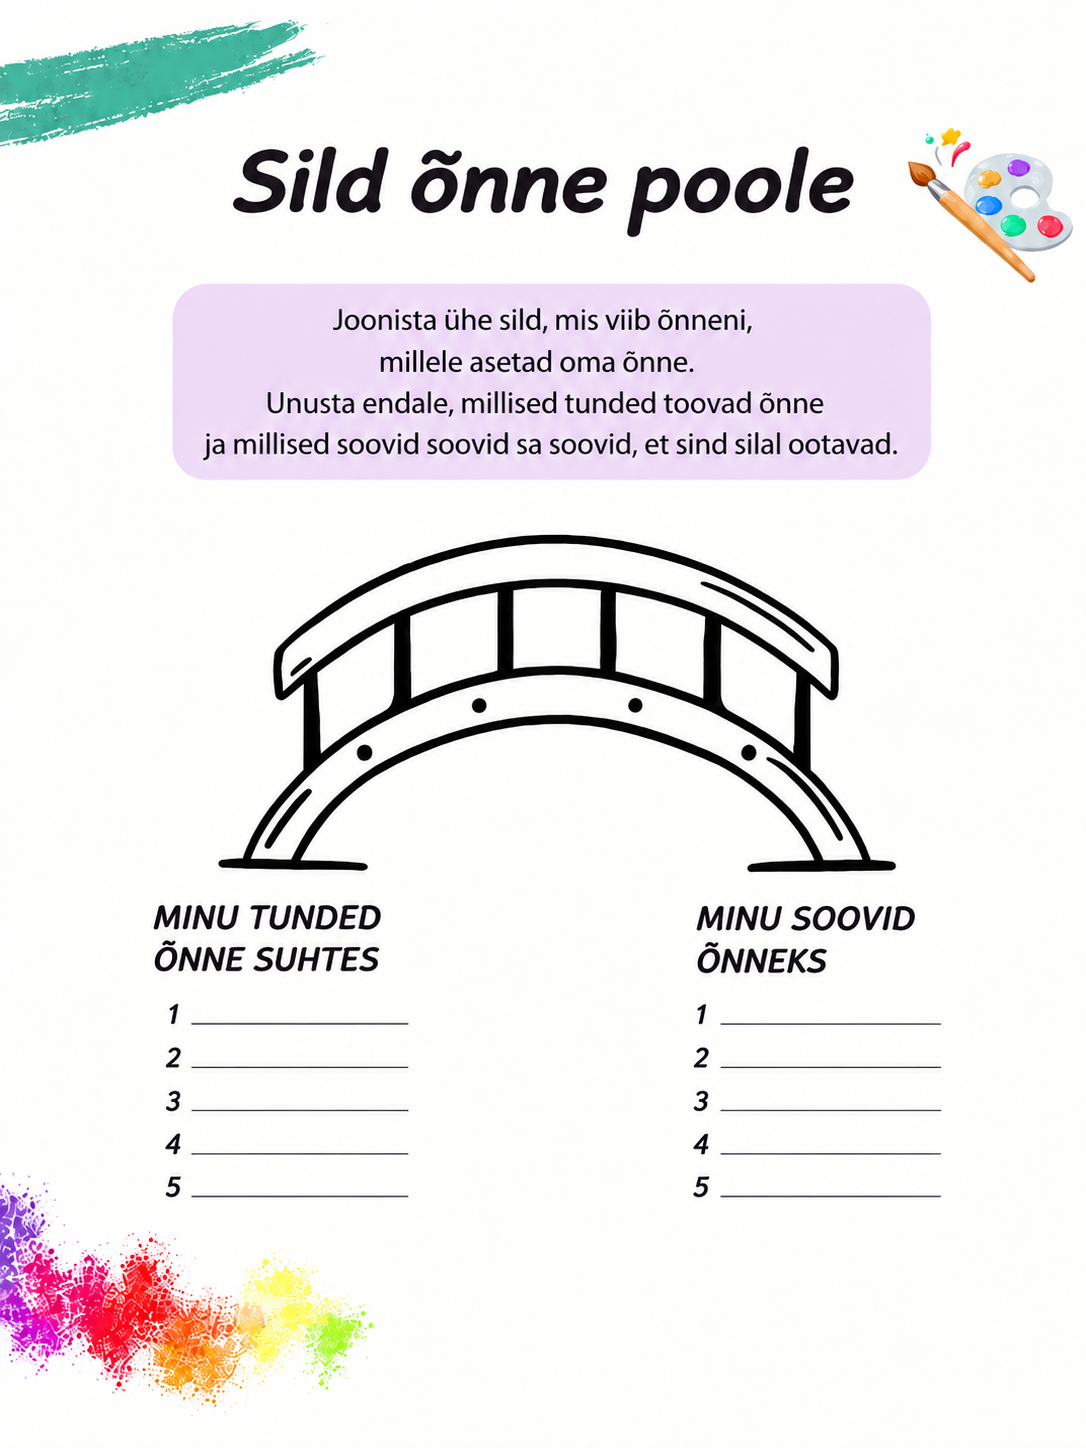 Sild õnne poole
Joonista ühe sild, mis viib õnneni,
millele asetad oma õnne.
Unusta endale, millised tunded toovad õnne
ja millised soovid soovid sa soovid, et sind silal ootavad.
MINU TUNDED
ÕNNE SUHTES
1
2
3
4
5
MINU SOOVID
ÕNNEKS
1
2
3
4
5